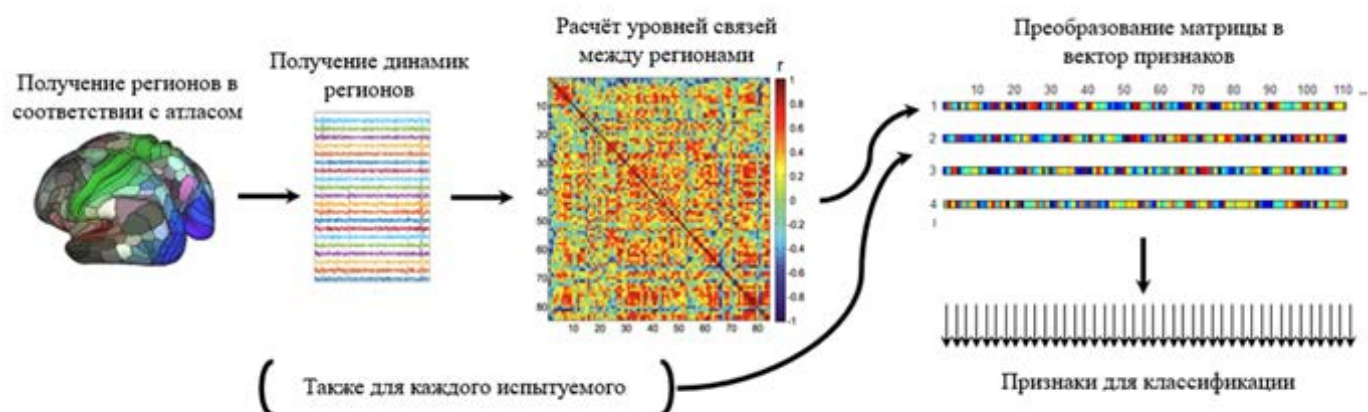 Получение регионов в
соответствии с атласом
Получение динамик
регионов
Расчёт уровней связей
между регионами
r
1
0.8
0.6
0.4
0.2
0
-0.2
-0.4
-0.6
-0.8
-1
10
20
30
40
50
60
70
80
10 20 30 40 50 60 70 80
Преобразование матрицы в
вектор признаков
10 20 30 40 50 60 70 80 90 100 110 ...
1
2
3
4
Также для каждого испытуемого
Признаки для классификации